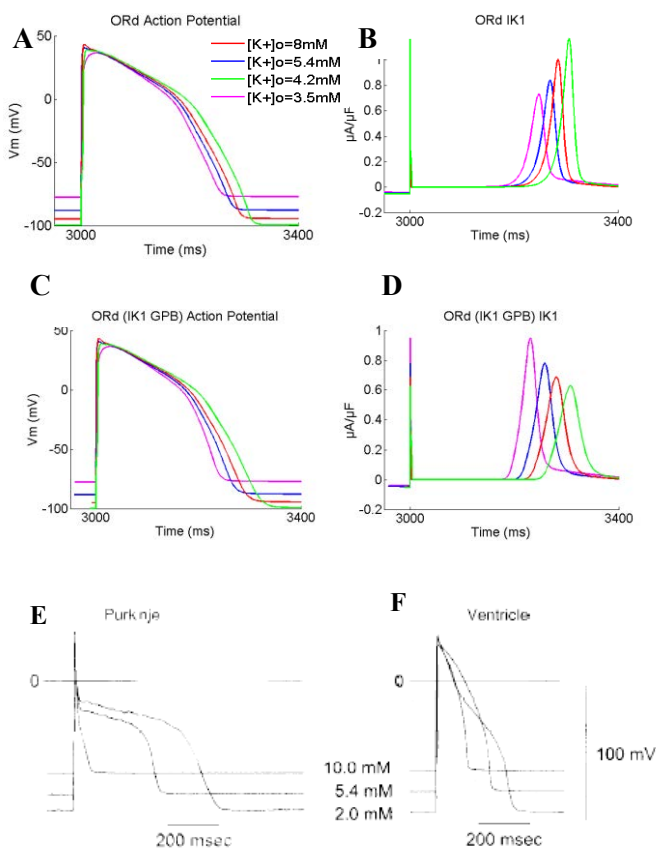 A
ORd Action Potential
50
0
-50
-100
Vm (mV)
[K+]o=8mM
[K+]o=5.4mM
[K+]o=4.2mM
[K+]o=3.5mM
3000
3400
Time (ms)
B
ORd IK1
1
0.8
0.6
0.4
0.2
0
-0.2
µA/µF
3000
3400
Time (ms)
C
ORd (IK1 GPB) Action Potential
50
0
-50
-100
Vm (mV)
3000
3400
Time (ms)
D
ORd (IK1 GPB) IK1
1
0.8
0.6
0.4
0.2
0
-0.2
µA/µF
3000
3400
Time (ms)
E
Purkinje
0
200 msec
F
Ventricle
0
10.0 mM
5.4 mM
2.0 mM
100 mV
200 msec